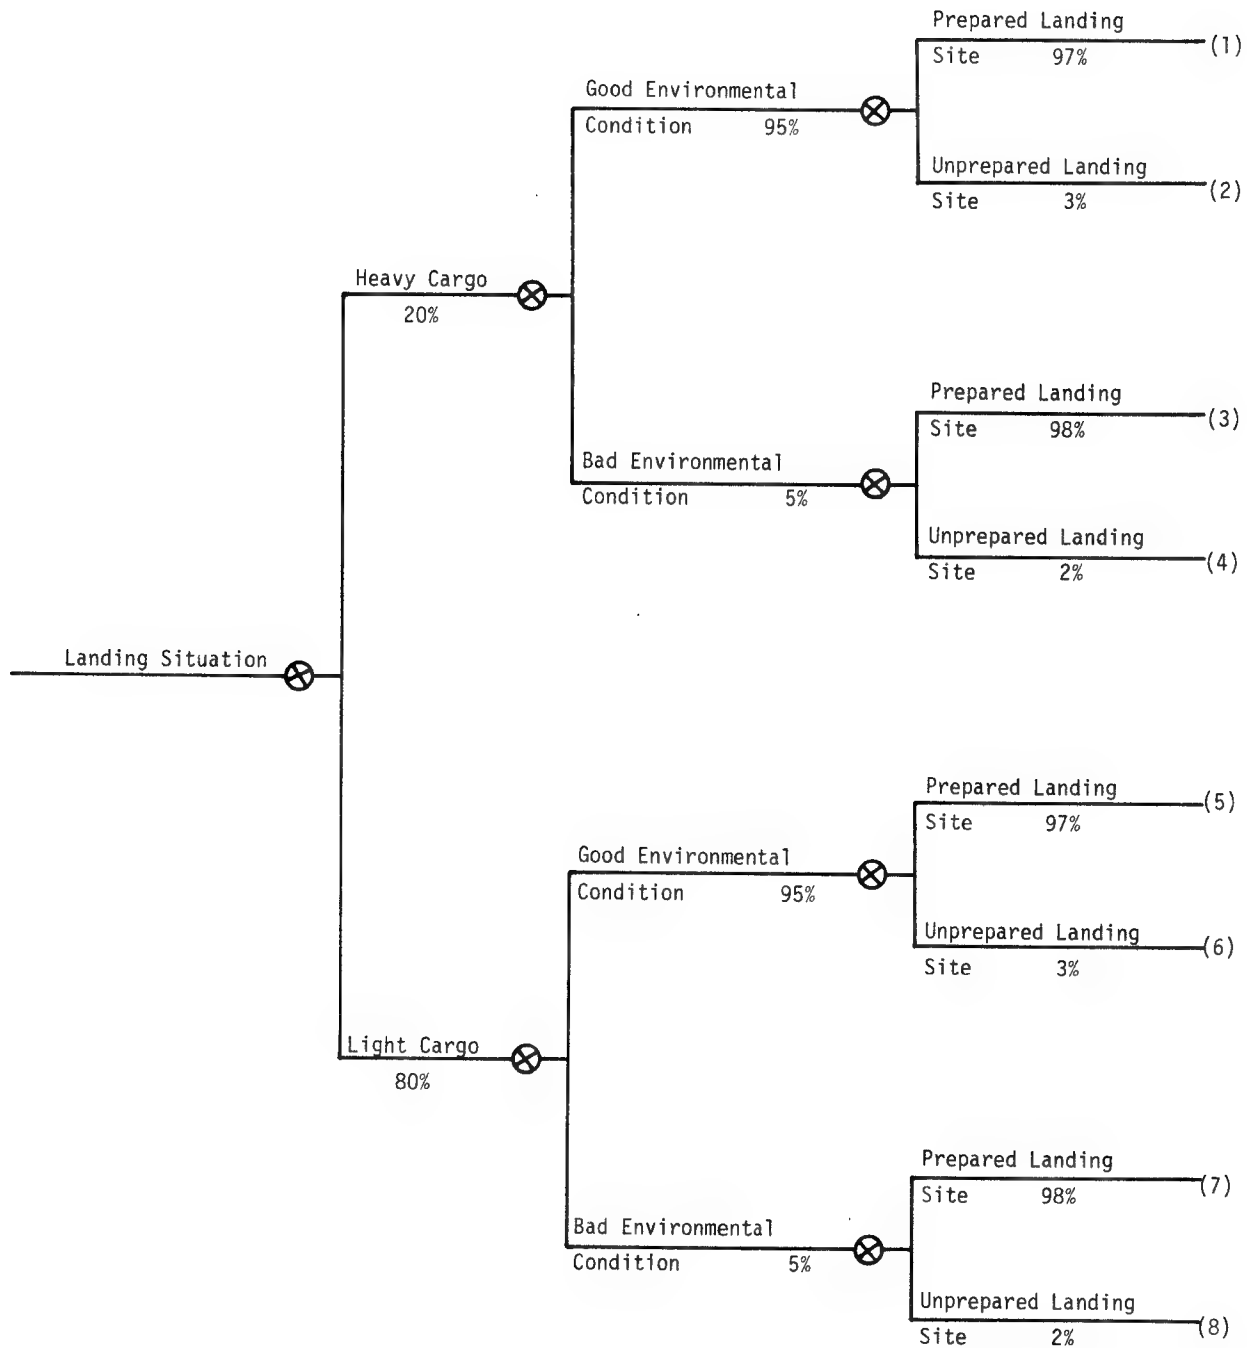 Prepared Landing
Site 97%
(1)
Good Environmental
Condition 95%
Unprepared Landing
Site 3%
(2)
Heavy Cargo
20%
Prepared Landing
Site 98%
(3)
Bad Environmental
Condition 5%
Unprepared Landing
Site 2%
(4)
Landing Situation
Prepared Landing
Site 97%
(5)
Good Environmental
Condition 95%
Unprepared Landing
Site 3%
(6)
Light Cargo
80%
Prepared Landing
Site 98%
(7)
Bad Environmental
Condition 5%
Unprepared Landing
Site 2%
(8)